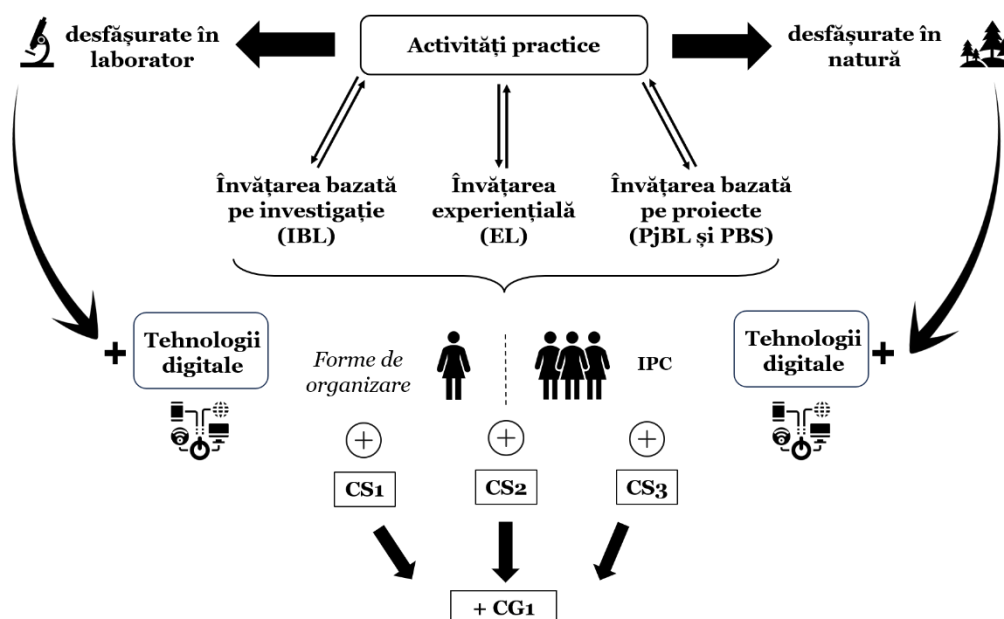 desfășurate în
laborator
Activități practice
desfășurate în
natură
Învățarea bazată
pe investigație
(IBL)
Învățarea
experiențială
(EL)
Învățarea bazată
pe proiecte
(PjBL și PBS)
+
Tehnologii
digitale
Forme de
organizare
IPC
Tehnologii
digitale
+
+
+
+
CS1
CS2
CS3
+ CG1